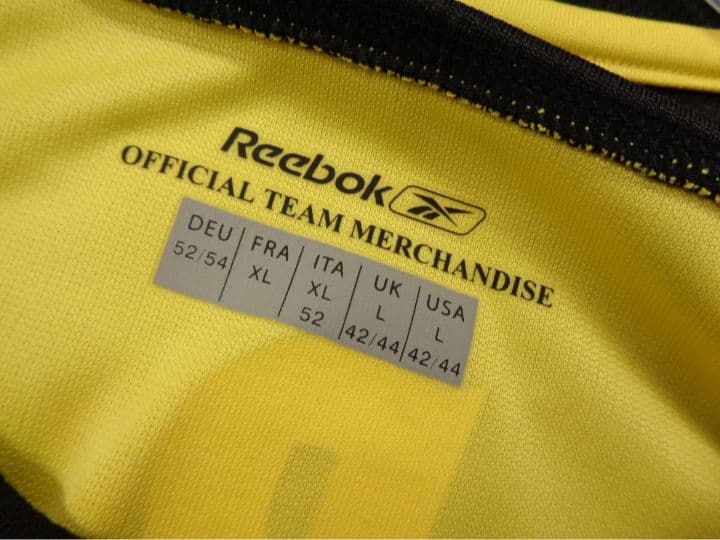 Reebok
OFFICIAL TEAM MERCHANDISE
DEU FRA ITA UK USA
52/54 XL XL L L
52 42/44 42/44